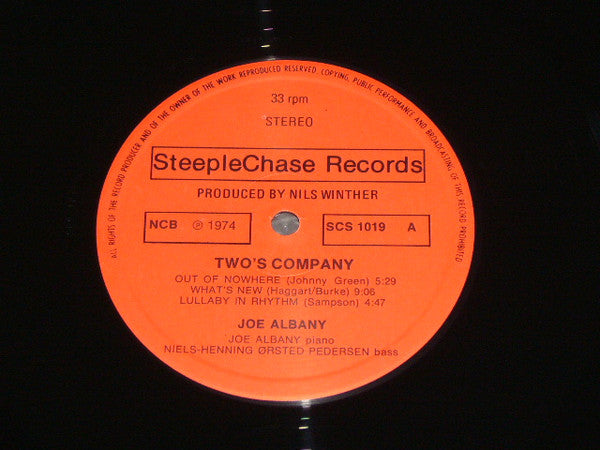 ALL RIGHTS OF THE RECORD PRODUCER AND OF THE OWNER OF THE WORK REPRODUCED RESERVED, COPYING, PUBLIC PERFORMANCE AND BROADCASTING OF THIS RECORD PROHIBITED
33 rpm
STEREO
SteepleChase Records
PRODUCED BY NILS WINTHER
NCB ℗ 1974 SCS 1019 A
TWO'S COMPANY
OUT OF NOWHERE (Johnny Green) 5:29
WHAT'S NEW (Haggart/Burke) 9:06
LULLABY IN RHYTHM (Sampson) 4:47
JOE ALBANY
JOE ALBANY piano
NIELS-HENNING ØRSTED PEDERSEN bass